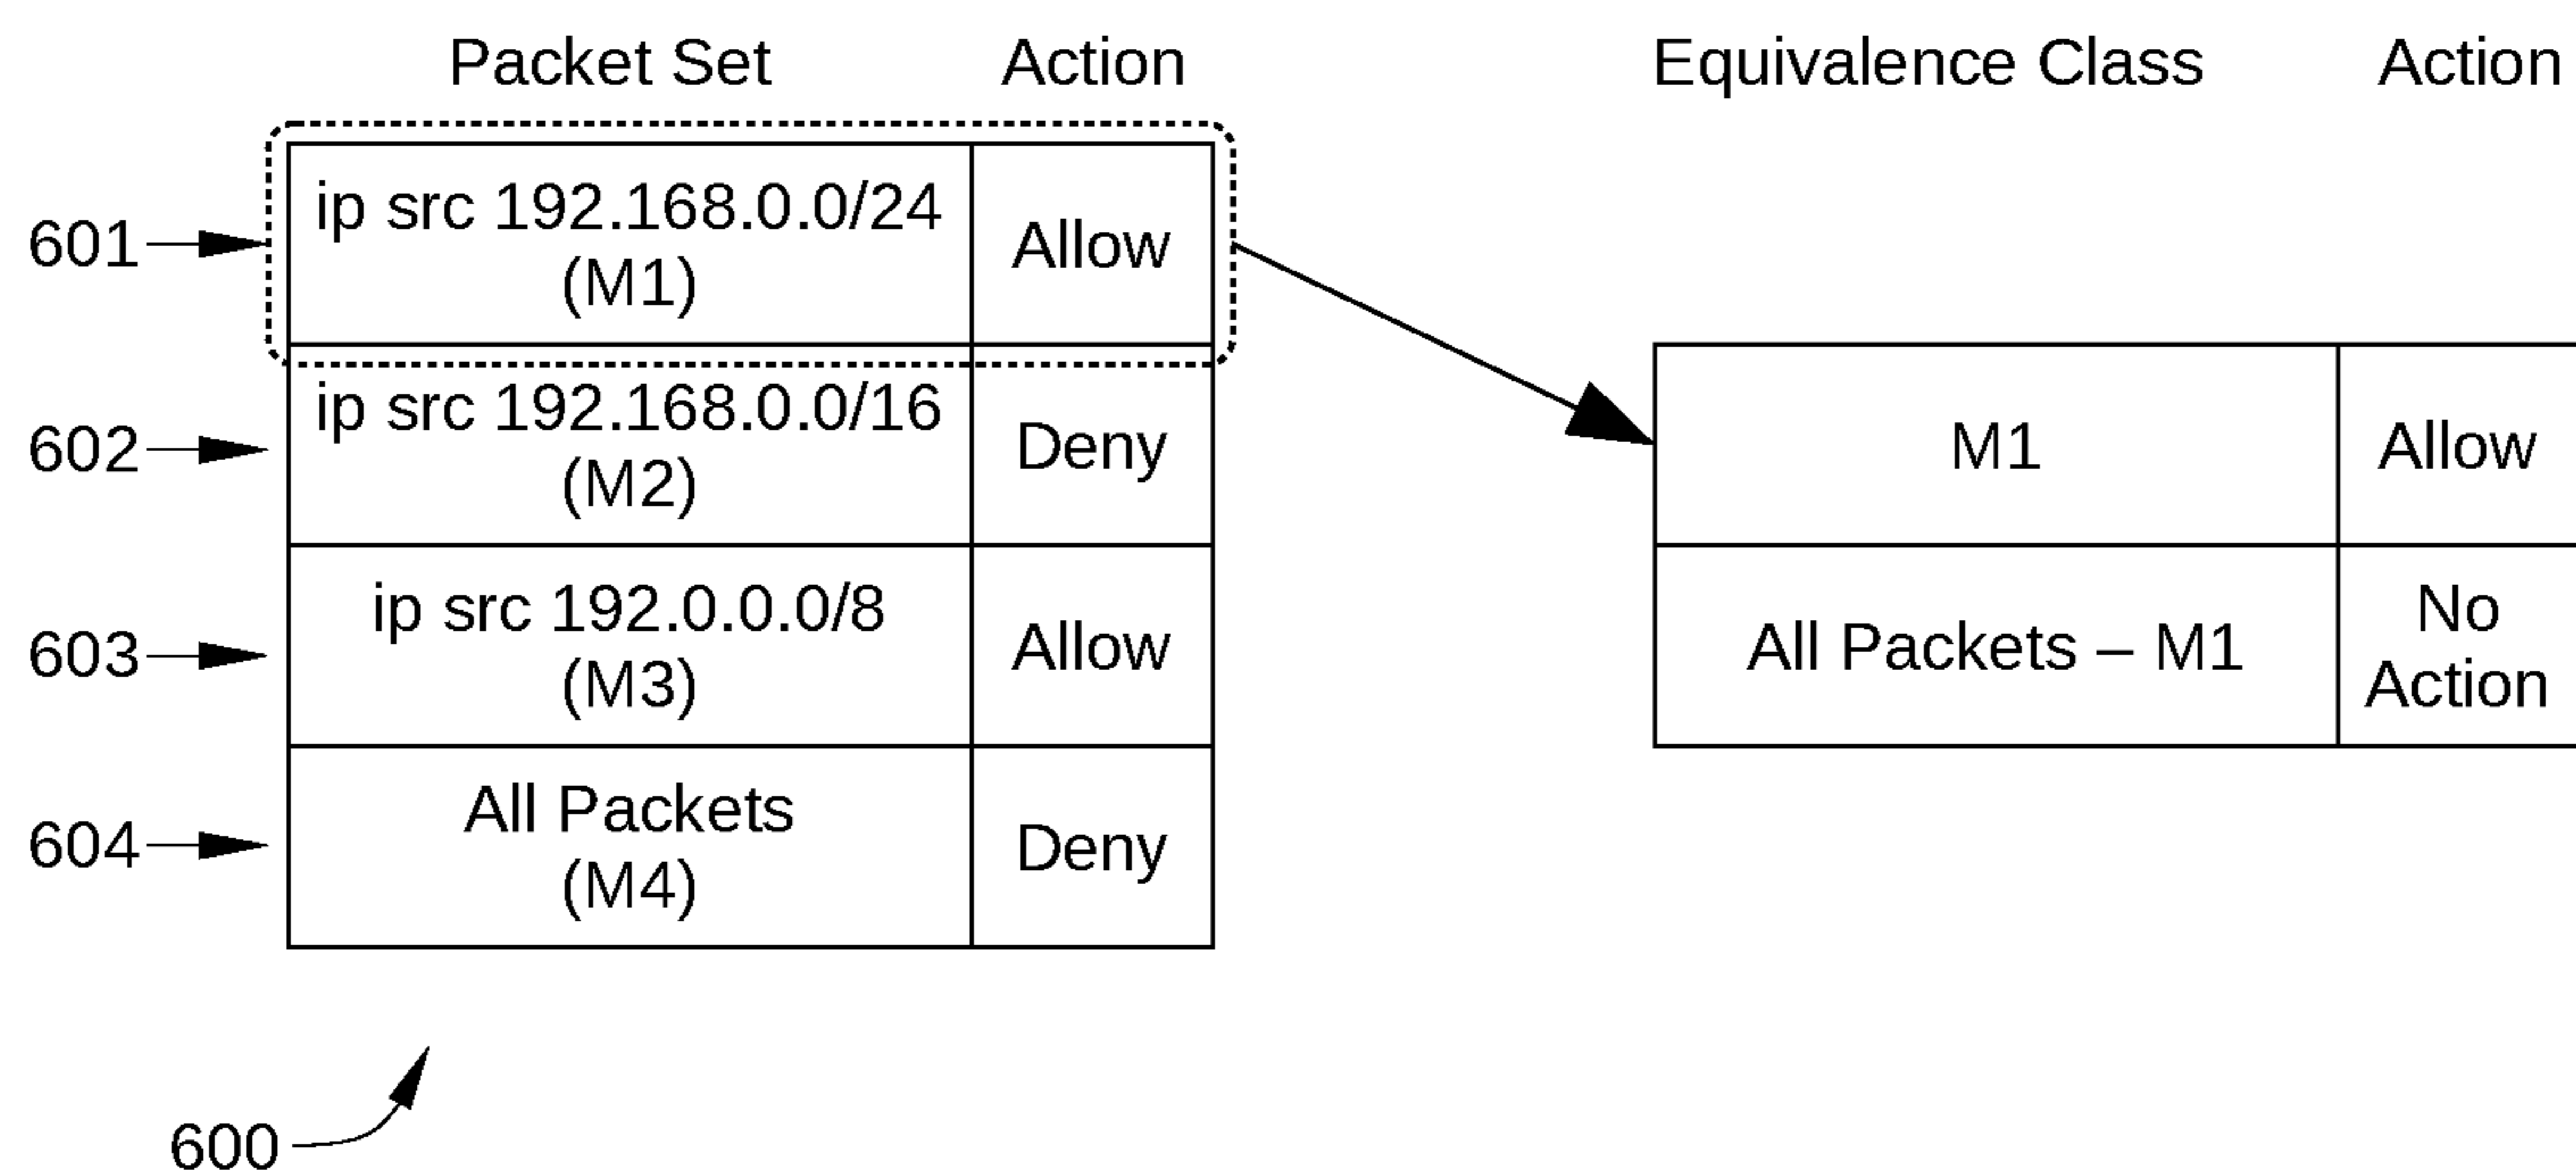 Packet Set Action
601
ip src 192.168.0.0/24
(M1)
Allow
602
ip src 192.168.0.0/16
(M2)
Deny
603
ip src 192.0.0.0/8
(M3)
Allow
604
All Packets
(M4)
Deny
600
Equivalence Class Action
M1
Allow
All Packets – M1
No
Action